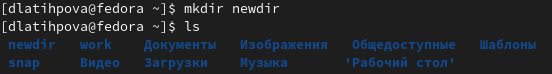 [dlatihpova@fedora ~]$ mkdir newdir
[dlatihpova@fedora ~]$ ls
newdir work Документы Изображения Общедоступные Шаблоны
snap Видео Загрузки Музыка 'Рабочий стол'